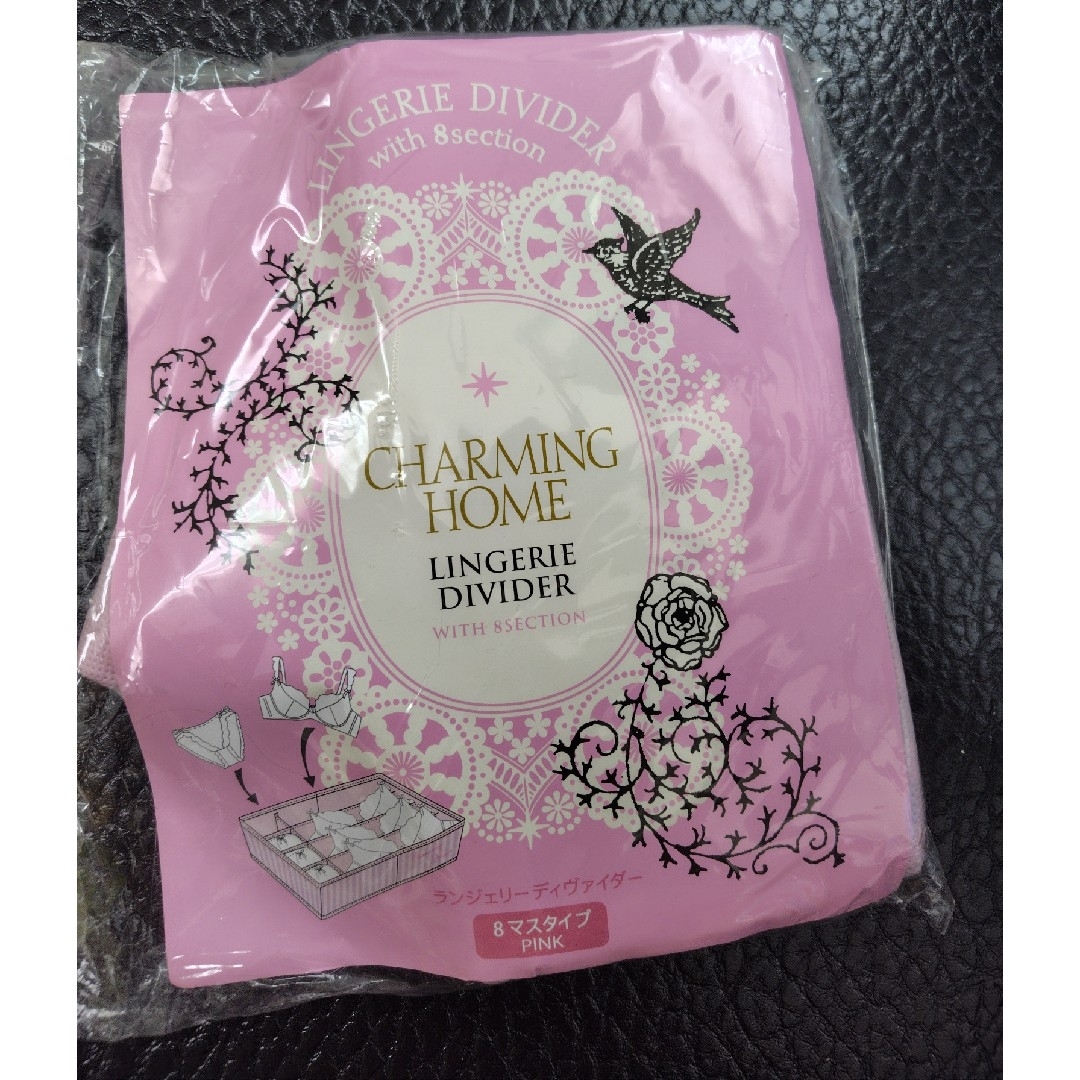 LINGERIE DIVIDER
with 8section
CHARMING
HOME
LINGERIE
DIVIDER
WITH 8SECTION
ランジェリーディヴァイダー
8マスタイプ
PINK